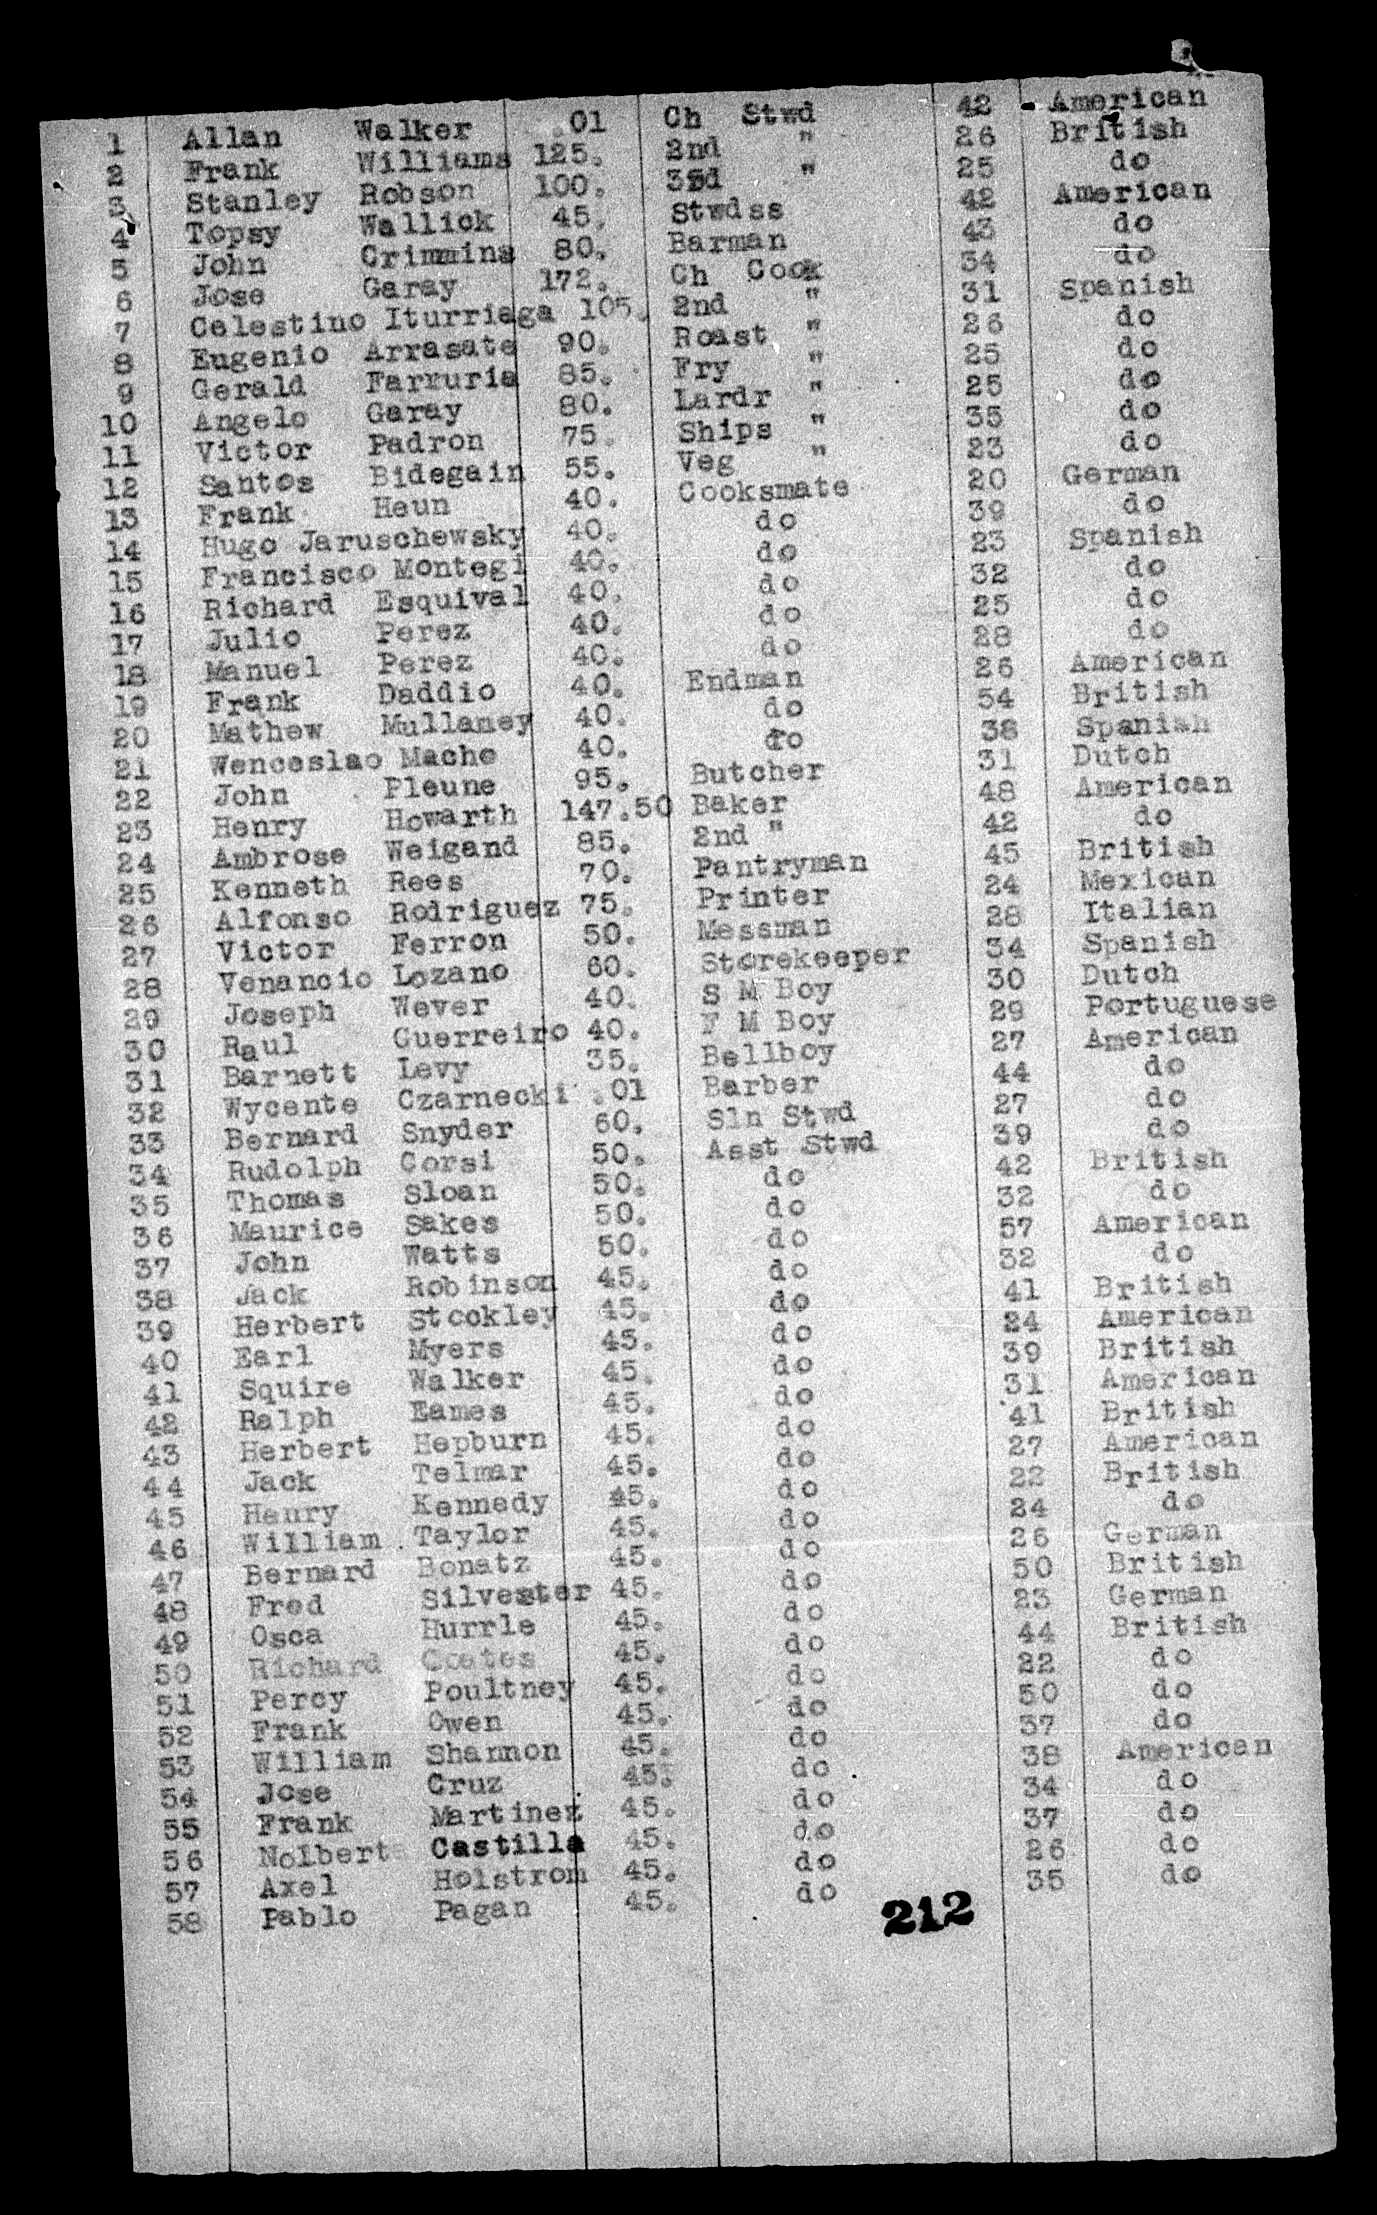 1 Allan Walker .01 Ch Stwd 42 American
2 Frank Williams 125. 2nd " 26 British
3 Stanley Robson 100. 3rd " 25 do
4 Topsy Wallick 45. Stwdss 42 American
5 John Crimmins 80. Barman 43 do
6 Jose Garay 172. Ch Cook 34 do
7 Celestino Iturriaga 105. 2nd " 31 Spanish
8 Eugenio Arrasate 90. Roast " 26 do
9 Gerald Farruria 85. Fry " 25 do
10 Angelo Garay 80. Lardr " 25 do
11 Victor Padron 75. Ships " 35 do
12 Santos Bidegain 55. Veg " 23 do
13 Frank Heun 40. Cooksmate 20 German
14 Hugo Jaruschewsky 40. do 39 do
15 Francisco Montegi 40. do 23 Spanish
16 Richard Esquival 40. do 32 do
17 Julio Perez 40. do 25 do
18 Manuel Perez 40. do 28 do
19 Frank Daddio 40. Endman 26 American
20 Mathew Mullaney 40. do 54 British
21 Wenceslao Mache 40. do 38 Spanish
22 John Pleune 95. Butcher 31 Dutch
23 Henry Howarth 147.50 Baker 48 American
24 Ambrose Weigand 85. 2nd " 42 do
25 Kenneth Rees 70. Pantryman 45 British
26 Alfonso Rodriguez 75. Printer 24 Mexican
27 Victor Ferron 50. Messman 28 Italian
28 Venancio Lozano 60. Storekeeper 34 Spanish
29 Joseph Wever 40. S M Boy 30 Dutch
30 Raul Guerreiro 40. F M Boy 29 Portuguese
31 Barnett Levy 35. Bellboy 27 American
32 Wycente Czarnecki .01 Barber 44 do
33 Bernard Snyder 60. Sln Stwd 27 do
34 Rudolph Corsi 50. Asst Stwd 39 do
35 Thomas Sloan 50. do 42 British
36 Maurice Sakes 50. do 32 do
37 John Watts 50. do 57 American
38 Jack Robinson 45. do 32 do
39 Herbert Stockley 45. do 41 British
40 Earl Myers 45. do 24 American
41 Squire Walker 45. do 39 British
42 Ralph Eames 45. do 31 American
43 Herbert Hepburn 45. do 41 British
44 Jack Telmar 45. do 27 American
45 Henry Kennedy 45. do 22 British
46 William Taylor 45. do 24 do
47 Bernard Bonatz 45. do 26 German
48 Fred Silvester 45. do 50 British
49 Osca Hurrle 45. do 23 German
50 Richard Coates 45. do 44 British
51 Percy Poultney 45. do 22 do
52 Frank Owen 45. do 50 do
53 William Shannon 45. do 37 do
54 Jose Cruz 45. do 38 American
55 Frank Martinez 45. do 34 do
56 Nolbert Castilla 45. do 37 do
57 Axel Holstrom 45. do 26 do
58 Pablo Pagan 45. do 35 do
212